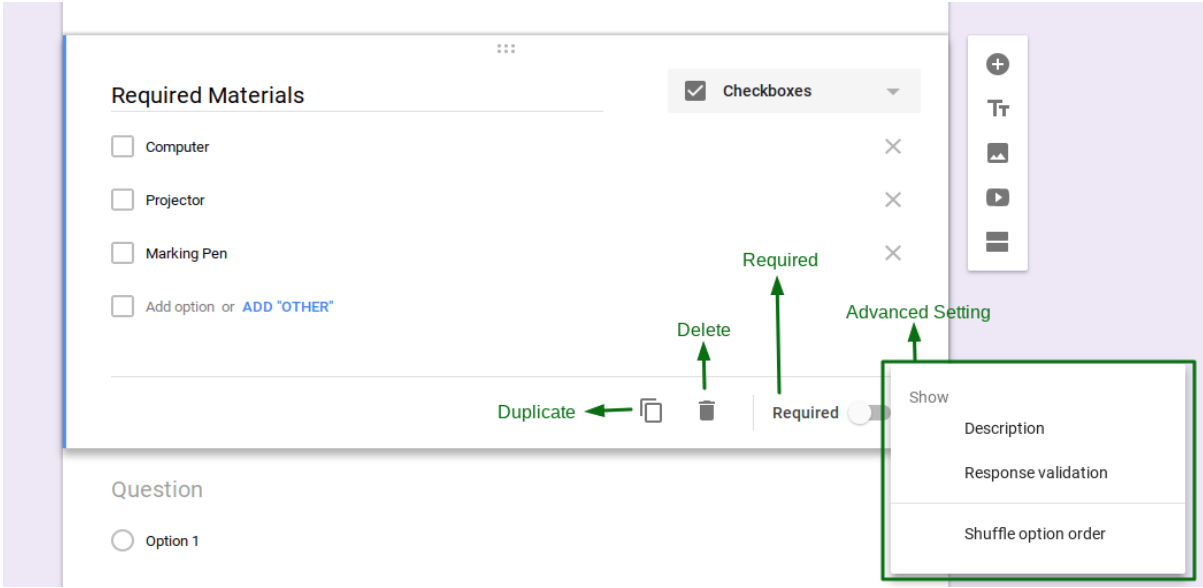 Required Materials
Checkboxes
Computer
Projector
Marking Pen
Add option or ADD "OTHER"
Required
Advanced Setting
Delete
Duplicate
Required
Show
Description
Response validation
Shuffle option order
Question
Option 1